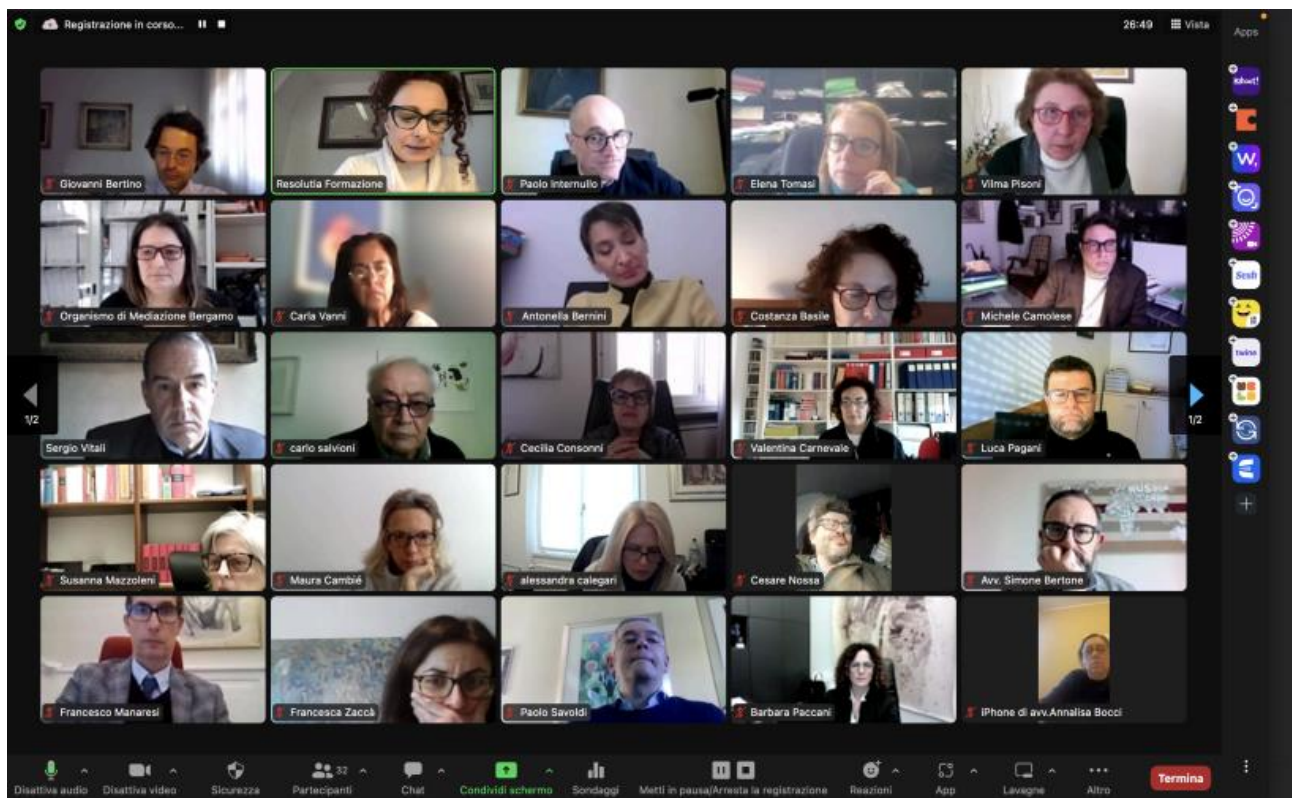 Registrazione in corso...
26:49
Vista
Apps
Giovanni Bertino
Resolutia Formazione
Paolo Internullo
Elena Tomasi
Vilma Pisoni
Organismo di Mediazione Bergamo
Carla Vanni
Antonella Bernini
Costanza Basile
Michele Camolese
1/2
1/2
Sergio Vitali
carlo salvioni
Cecilia Consonni
Valentina Carnevale
Luca Pagani
Susanna Mazzoleni
Maura Cambié
alessandra calegari
Cesare Nossa
Avv. Simone Bertone
Francesco Manaresi
Francesca Zaccà
Paolo Savoldi
Barbara Paccani
iPhone di avv.Annalisa Bocci
Kahoot!
W,
Sesh
twine
Disattiva audio
Disattiva video
Sicurezza
Partecipanti
32
Chat
Condividi schermo
Sondaggi
Metti in pausa/Arresta la registrazione
Reazioni
App
Lavagne
Altro
Termina